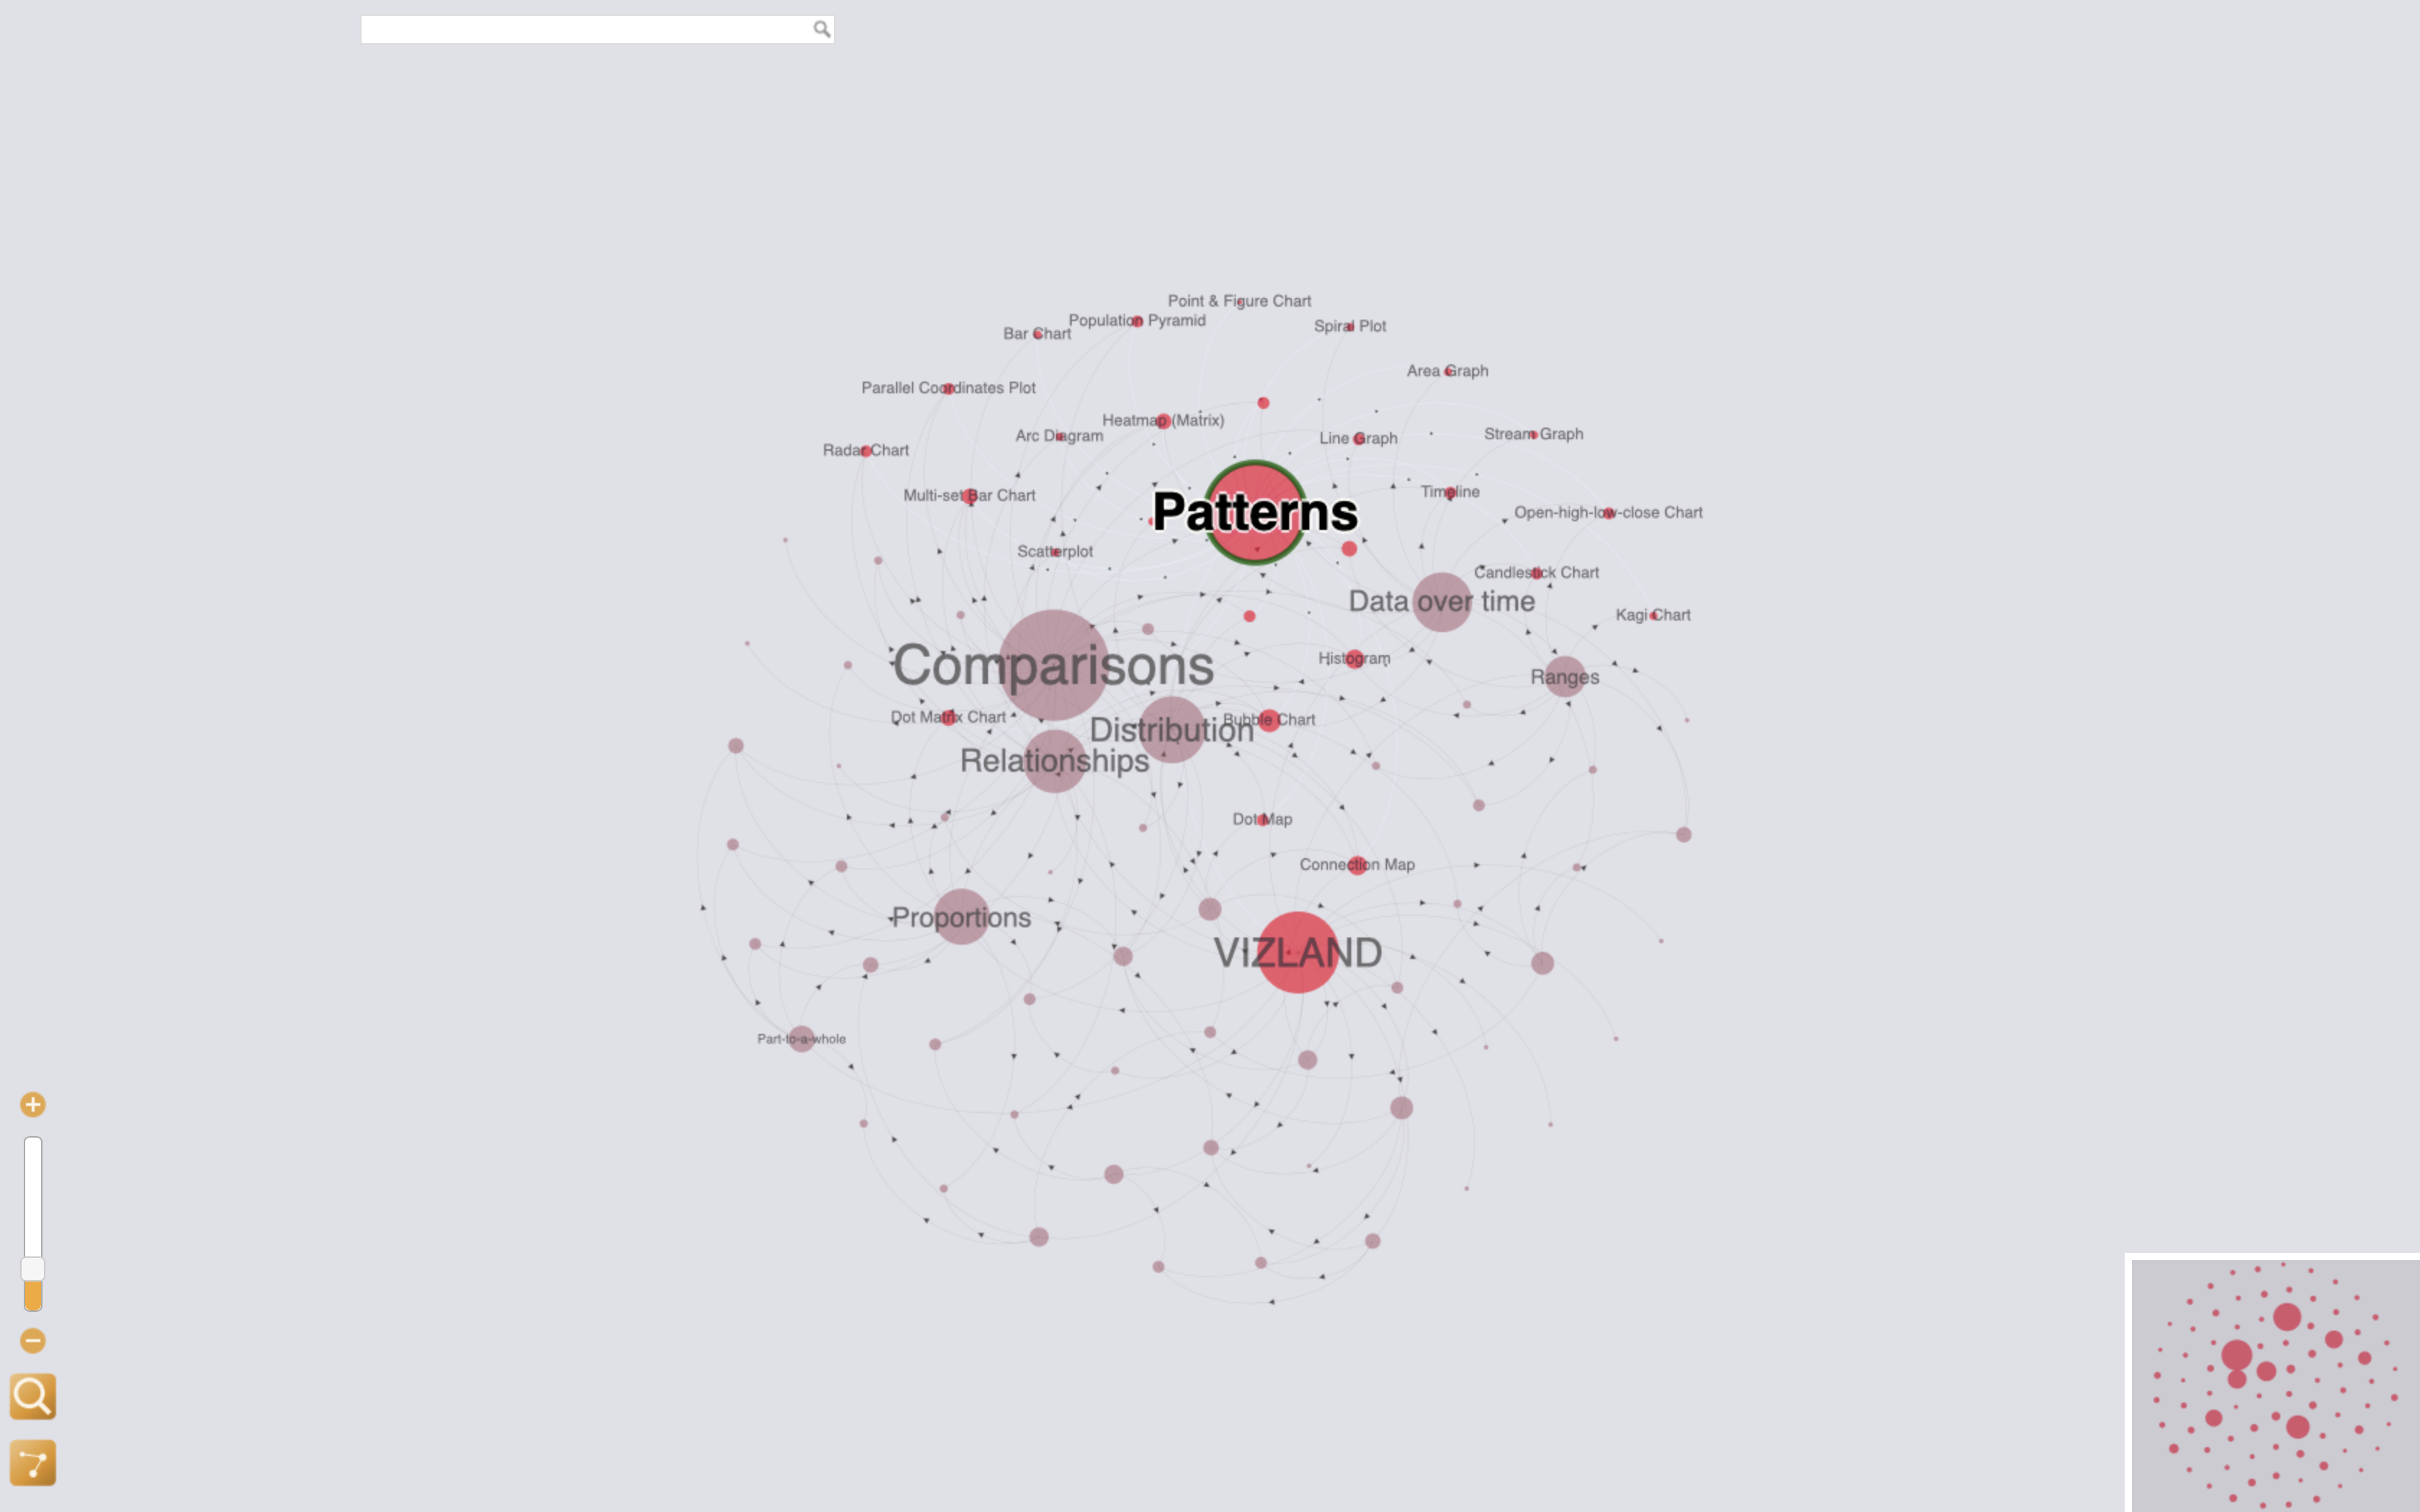 Point & Figure Chart
Population Pyramid
Spiral Plot
Bar Chart
Area Graph
Parallel Coordinates Plot
Heatmap (Matrix)
Arc Diagram
Line Graph
Stream Graph
Radar Chart
Multi-set Bar Chart
Timeline
Patterns
Open-high-low-close Chart
Scatterplot
Candlestick Chart
Data over time
Kagi Chart
Histogram
Comparisons
Ranges
Dot Matrix Chart
Bubble Chart
Distribution
Relationships
Dot Map
Connection Map
Proportions
VIZLAND
Part-to-a-whole